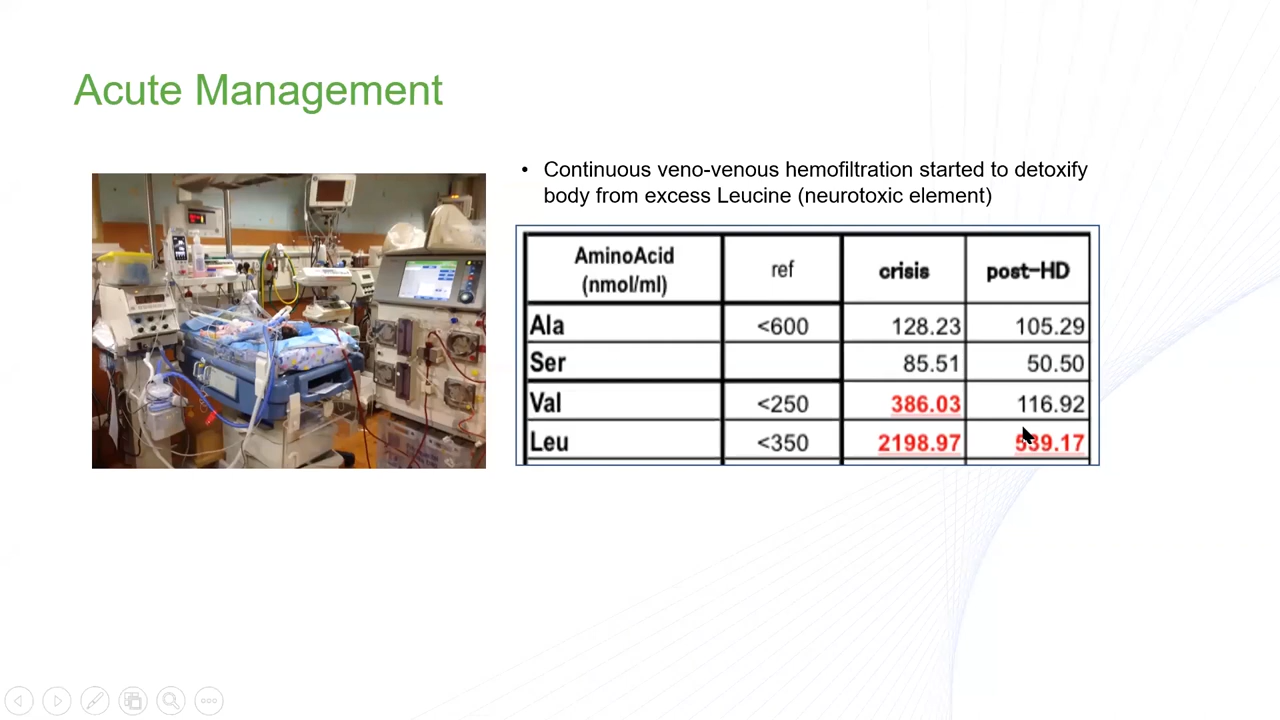 Acute Management
• Continuous veno-venous hemofiltration started to detoxify
body from excess Leucine (neurotoxic element)
AminoAcid (nmol/ml) ref crisis post-HD
Ala <600 128.23 105.29
Ser 85.51 50.50
Val <250 386.03 116.92
Leu <350 2198.97 539.17